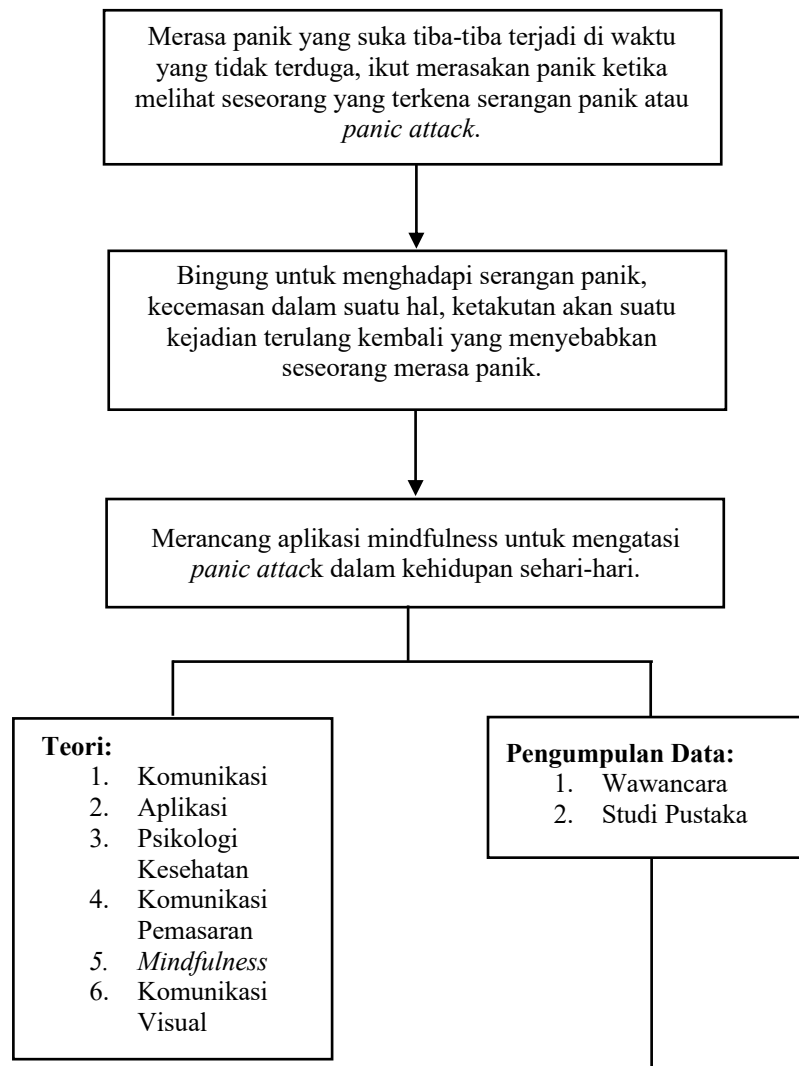 Merasa panik yang suka tiba-tiba terjadi di waktu
yang tidak terduga, ikut merasakan panik ketika
melihat seseorang yang terkena serangan panik atau
panic attack.
Bingung untuk menghadapi serangan panik,
kecemasan dalam suatu hal, ketakutan akan suatu
kejadian terulang kembali yang menyebabkan
seseorang merasa panik.
Merancang aplikasi mindfulness untuk mengatasi
panic attack dalam kehidupan sehari-hari.
Teori:
1. Komunikasi
2. Aplikasi
3. Psikologi
Kesehatan
4. Komunikasi
Pemasaran
5. Mindfulness
6. Komunikasi
Visual
Pengumpulan Data:
1. Wawancara
2. Studi Pustaka